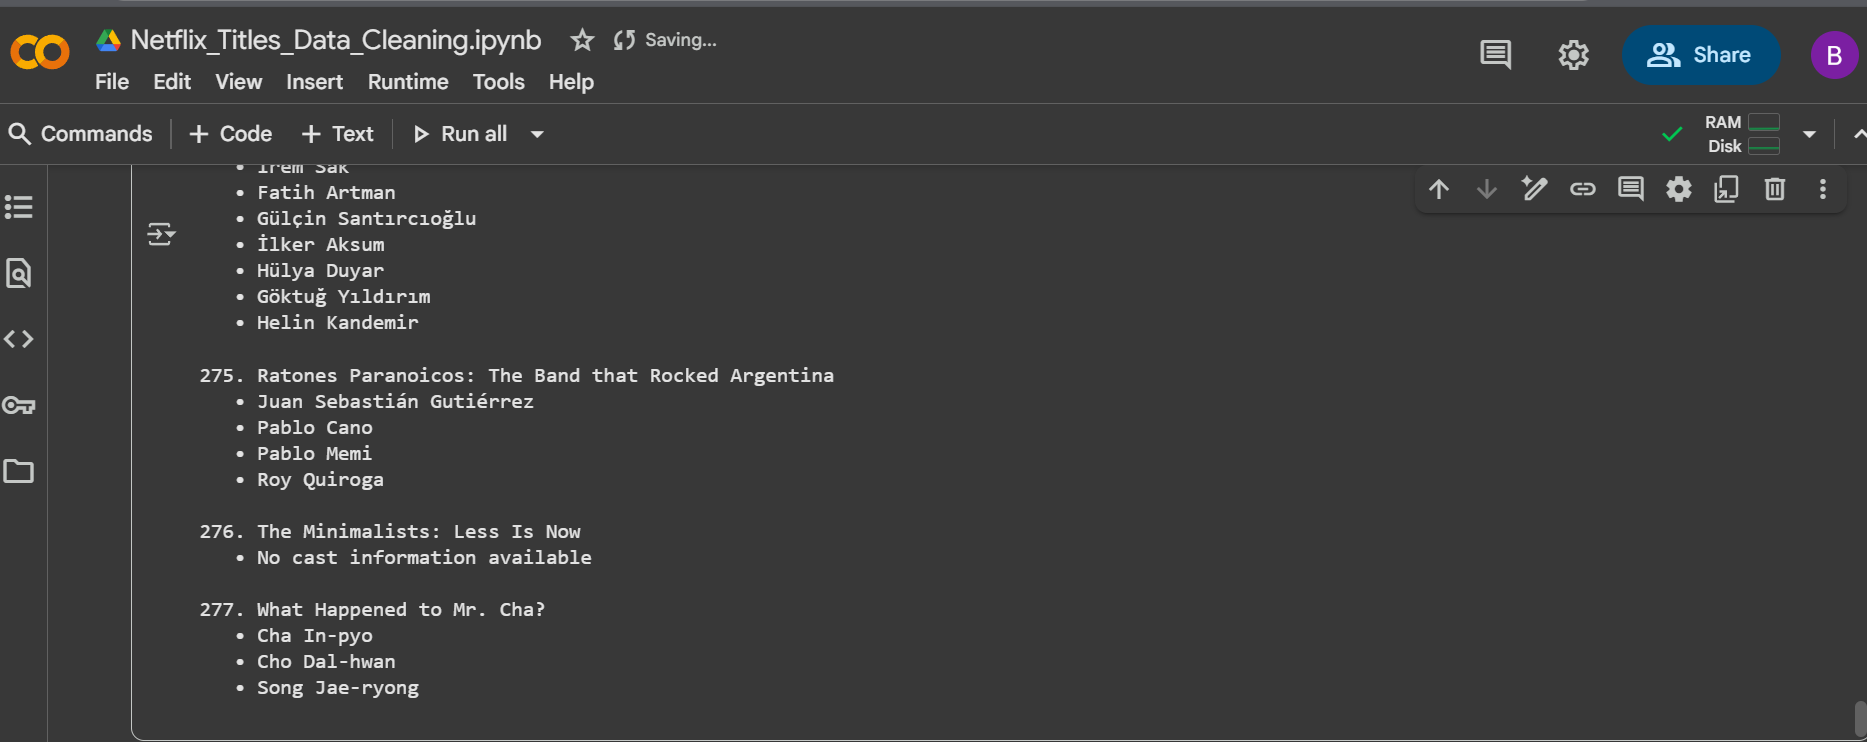 Netflix_Titles_Data_Cleaning.ipynb Saving...
Share
B
File Edit View Insert Runtime Tools Help
Commands + Code + Text Run all
RAM
Disk
• İrem Sak
• Fatih Artman
• Gülçin Santırcıoğlu
• İlker Aksum
• Hülya Duyar
• Göktuğ Yıldırım
• Helin Kandemir
275. Ratones Paranoicos: The Band that Rocked Argentina
• Juan Sebastián Gutiérrez
• Pablo Cano
• Pablo Memi
• Roy Quiroga
276. The Minimalists: Less Is Now
• No cast information available
277. What Happened to Mr. Cha?
• Cha In-pyo
• Cho Dal-hwan
• Song Jae-ryong